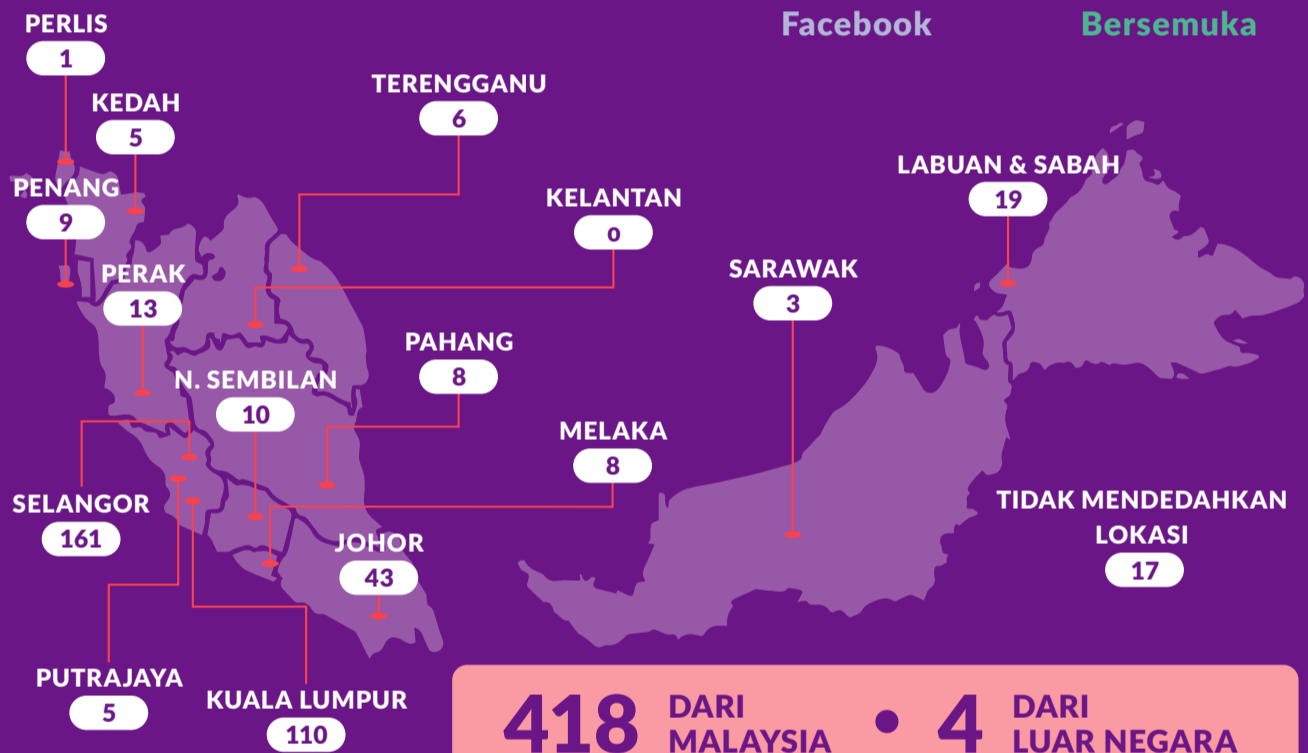 Facebook
Bersemuka
PERLIS
1
KEDAH
5
PENANG
9
PERAK
13
TERENGGANU
6
KELANTAN
0
PAHANG
8
N. SEMBILAN
10
MELAKA
8
SELANGOR
161
JOHOR
43
PUTRAJAYA
5
KUALA LUMPUR
110
LABUAN & SABAH
19
SARAWAK
3
TIDAK MENDEDAHKAN
LOKASI
17
418 DARI
MALAYSIA
• 4 DARI
LUAR NEGARA